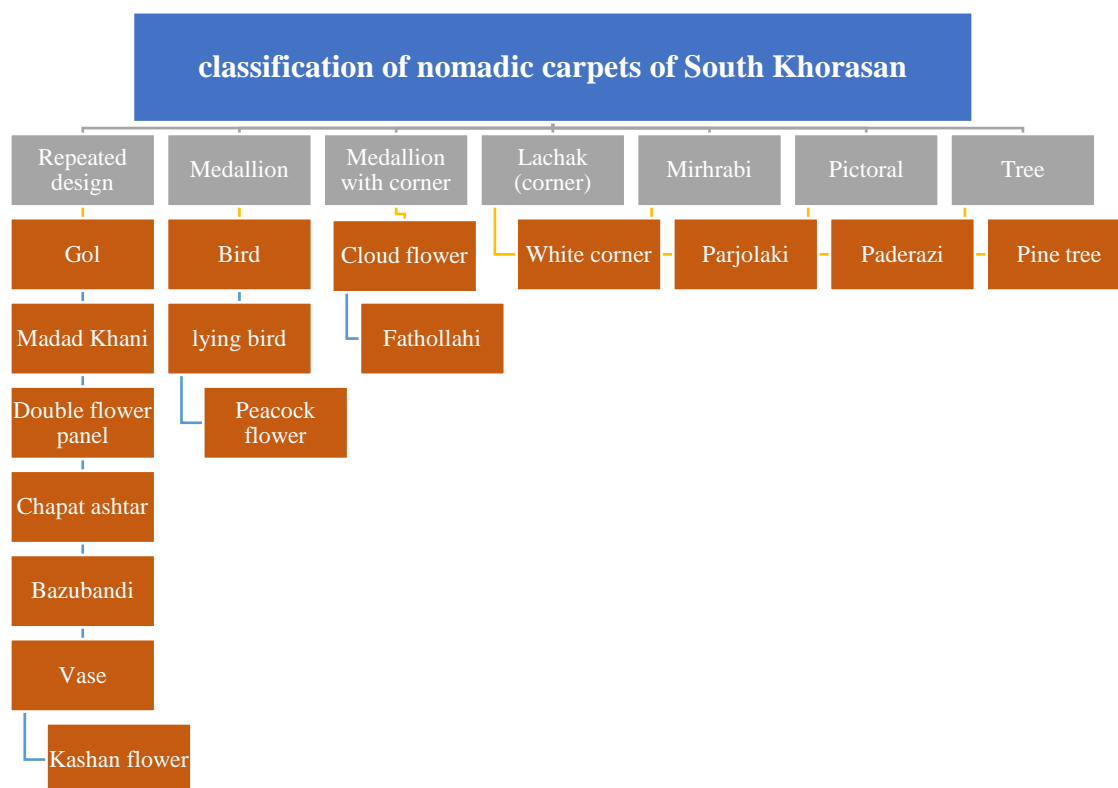 classification of nomadic carpets of South Khorasan
Repeated
design
Medallion
Medallion
with corner
Lachak
(corner)
Mirhrabi
Pictoral
Tree
Gol
Bird
Cloud flower
White corner
Parjolaki
Paderazi
Pine tree
Madad Khani
lying bird
Fathollahi
Double flower
panel
Peacock
flower
Chapat ashtar
Bazubandi
Vase
Kashan flower